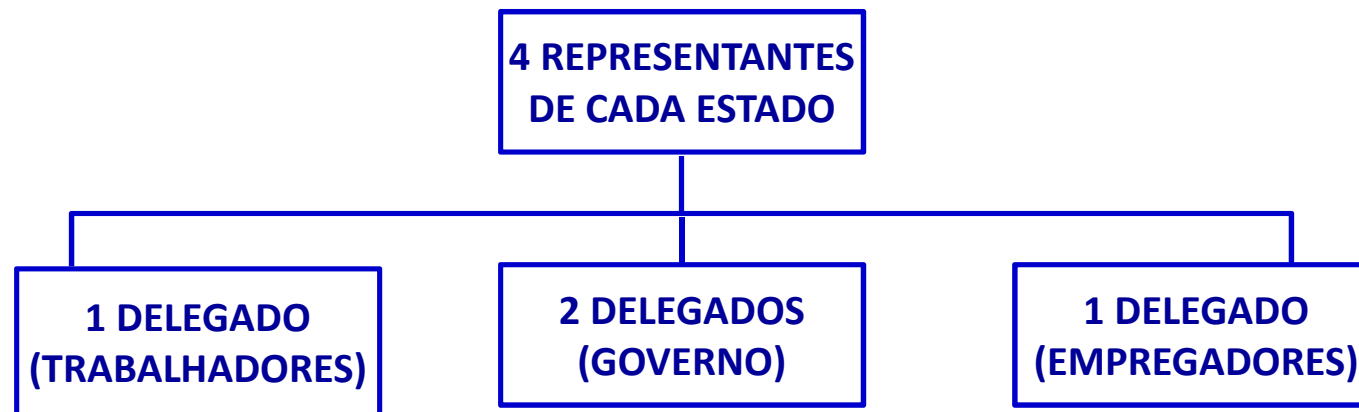 4 REPRESENTANTES
DE CADA ESTADO
1 DELEGADO
(TRABALHADORES)
2 DELEGADOS
(GOVERNO)
1 DELEGADO
(EMPREGADORES)